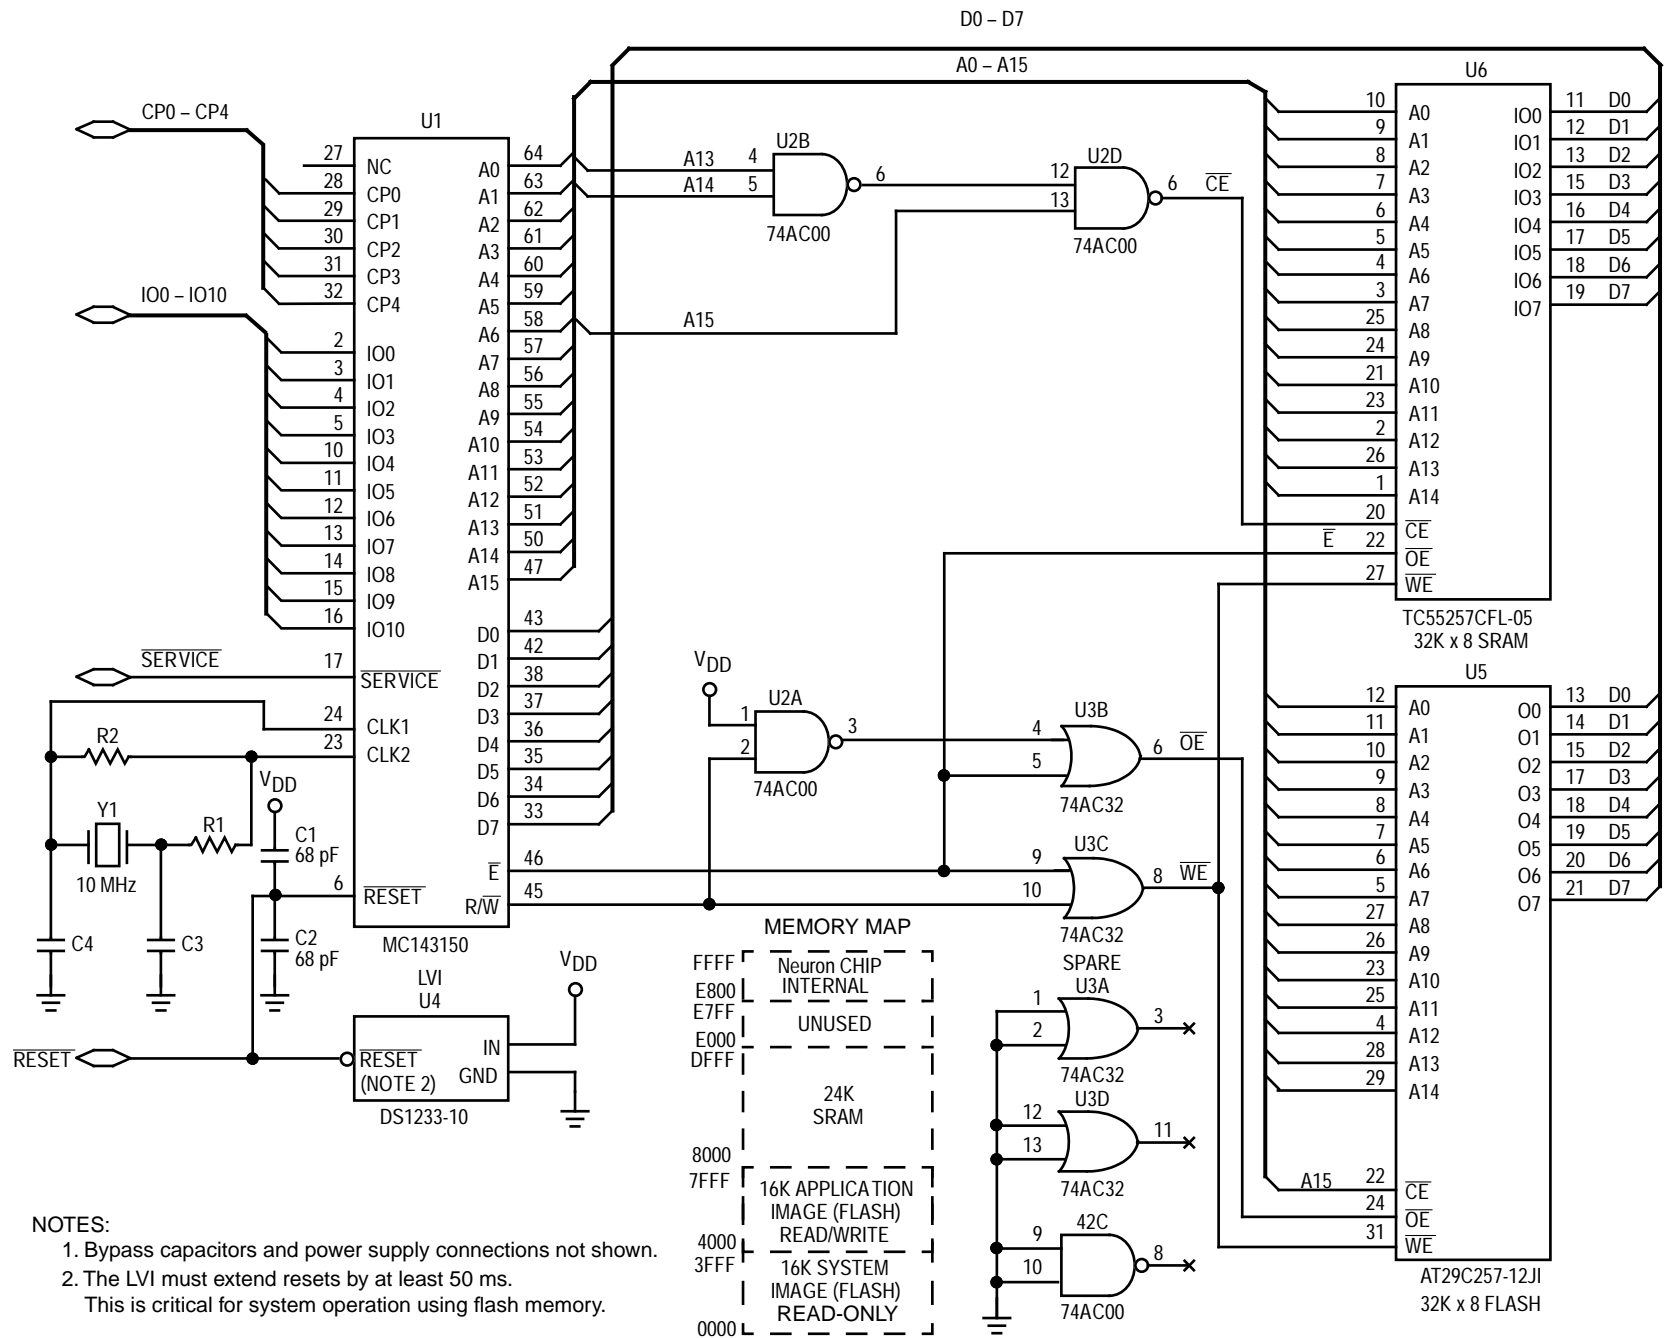 D0 – D7
A0 – A15
CP0 – CP4
IO0 – IO10
SERVICE
U1
27 NC
28 CP0
29 CP1
30 CP2
31 CP3
32 CP4
2 IO0
3 IO1
4 IO2
5 IO3
10 IO4
11 IO5
12 IO6
13 IO7
14 IO8
15 IO9
16 IO10
17 SERVICE
24 CLK1
23 CLK2
6 RESET
A0 64
A1 63
A2 62
A3 61
A4 60
A5 59
A6 58
A7 57
A8 56
A9 55
A10 54
A11 53
A12 52
A13 51
A14 50
A15 47
D0 43
D1 42
D2 38
D3 37
D4 36
D5 35
D6 34
D7 33
E 46
R/W 45
MC143150
R2
VDD
Y1
R1
C1
68 pF
10 MHz
C4
C3
C2
68 pF
LVI
U4
VDD
RESET
RESET
(NOTE 2)
IN
GND
DS1233-10
U2B
A13 4
A14 5
6
74AC00
U2D
12
13
6 CE
74AC00
A15
VDD
U2A
1
2
3
74AC00
U3B
4
5
6 OE
74AC32
U3C
9
10
8 WE
74AC32
SPARE
U3A
1
2
3
74AC32
U3D
12
13
11
74AC32
42C
9
10
8
74AC00
U6
10 A0
9 A1
8 A2
7 A3
6 A4
5 A5
4 A6
3 A7
25 A8
24 A9
21 A10
23 A11
2 A12
26 A13
1 A14
20 CE
E 22 OE
27 WE
IO0 11 D0
IO1 12 D1
IO2 13 D2
IO3 15 D3
IO4 16 D4
IO5 17 D5
IO6 18 D6
IO7 19 D7
TC55257CFL-05
32K x 8 SRAM
U5
12 A0
11 A1
10 A2
9 A3
8 A4
7 A5
6 A6
5 A7
27 A8
26 A9
23 A10
25 A11
4 A12
28 A13
29 A14
A15 22 CE
24 OE
31 WE
O0 13 D0
O1 14 D1
O2 15 D2
O3 17 D3
O4 18 D4
O5 19 D5
O6 20 D6
O7 21 D7
AT29C257-12JI
32K x 8 FLASH
MEMORY MAP
FFFF
Neuron CHIP
INTERNAL
E800
E7FF
UNUSED
E000
DFFF
24K
SRAM
8000
7FFF
16K APPLICATION
IMAGE (FLASH)
READ/WRITE
4000
3FFF
16K SYSTEM
IMAGE (FLASH)
READ-ONLY
0000
NOTES:
1. Bypass capacitors and power supply connections not shown.
2. The LVI must extend resets by at least 50 ms.
This is critical for system operation using flash memory.